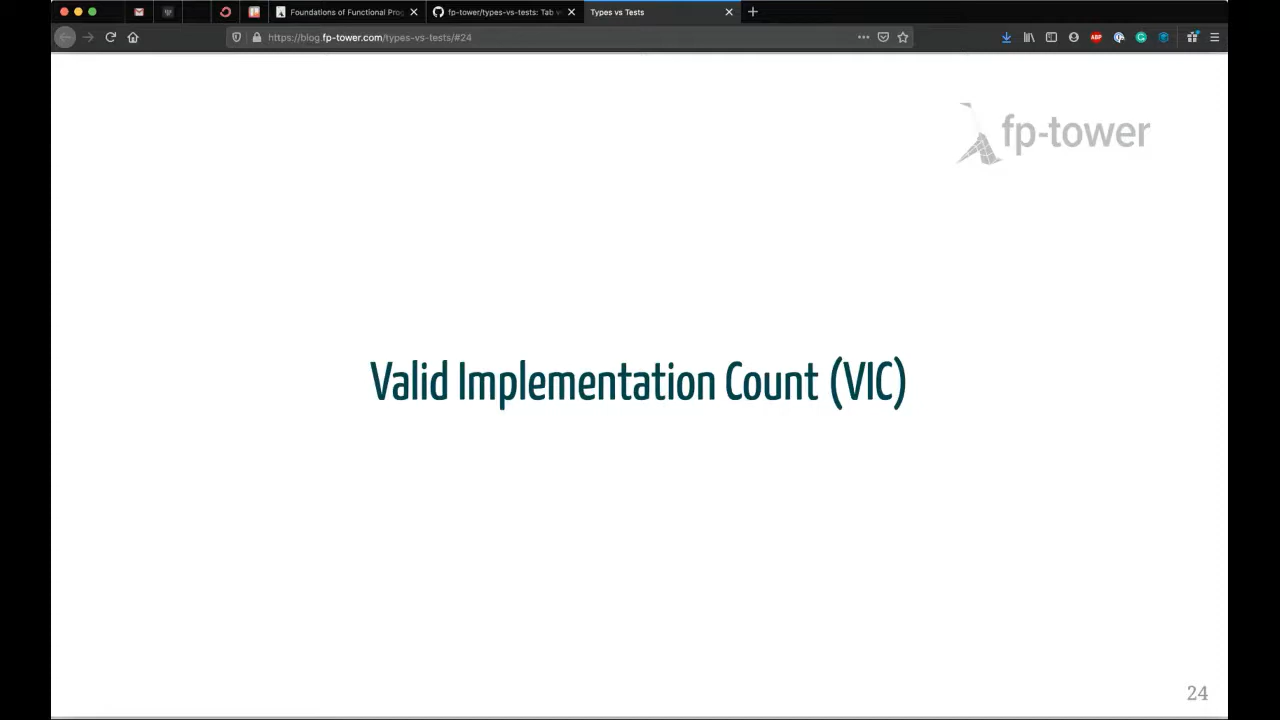 Foundations of Functional Prog
fp-tower/types-vs-tests: Tab v
Types vs Tests
https://blog.fp-tower.com/types-vs-tests/#24
ABP
fp-tower
Valid Implementation Count (VIC)
24